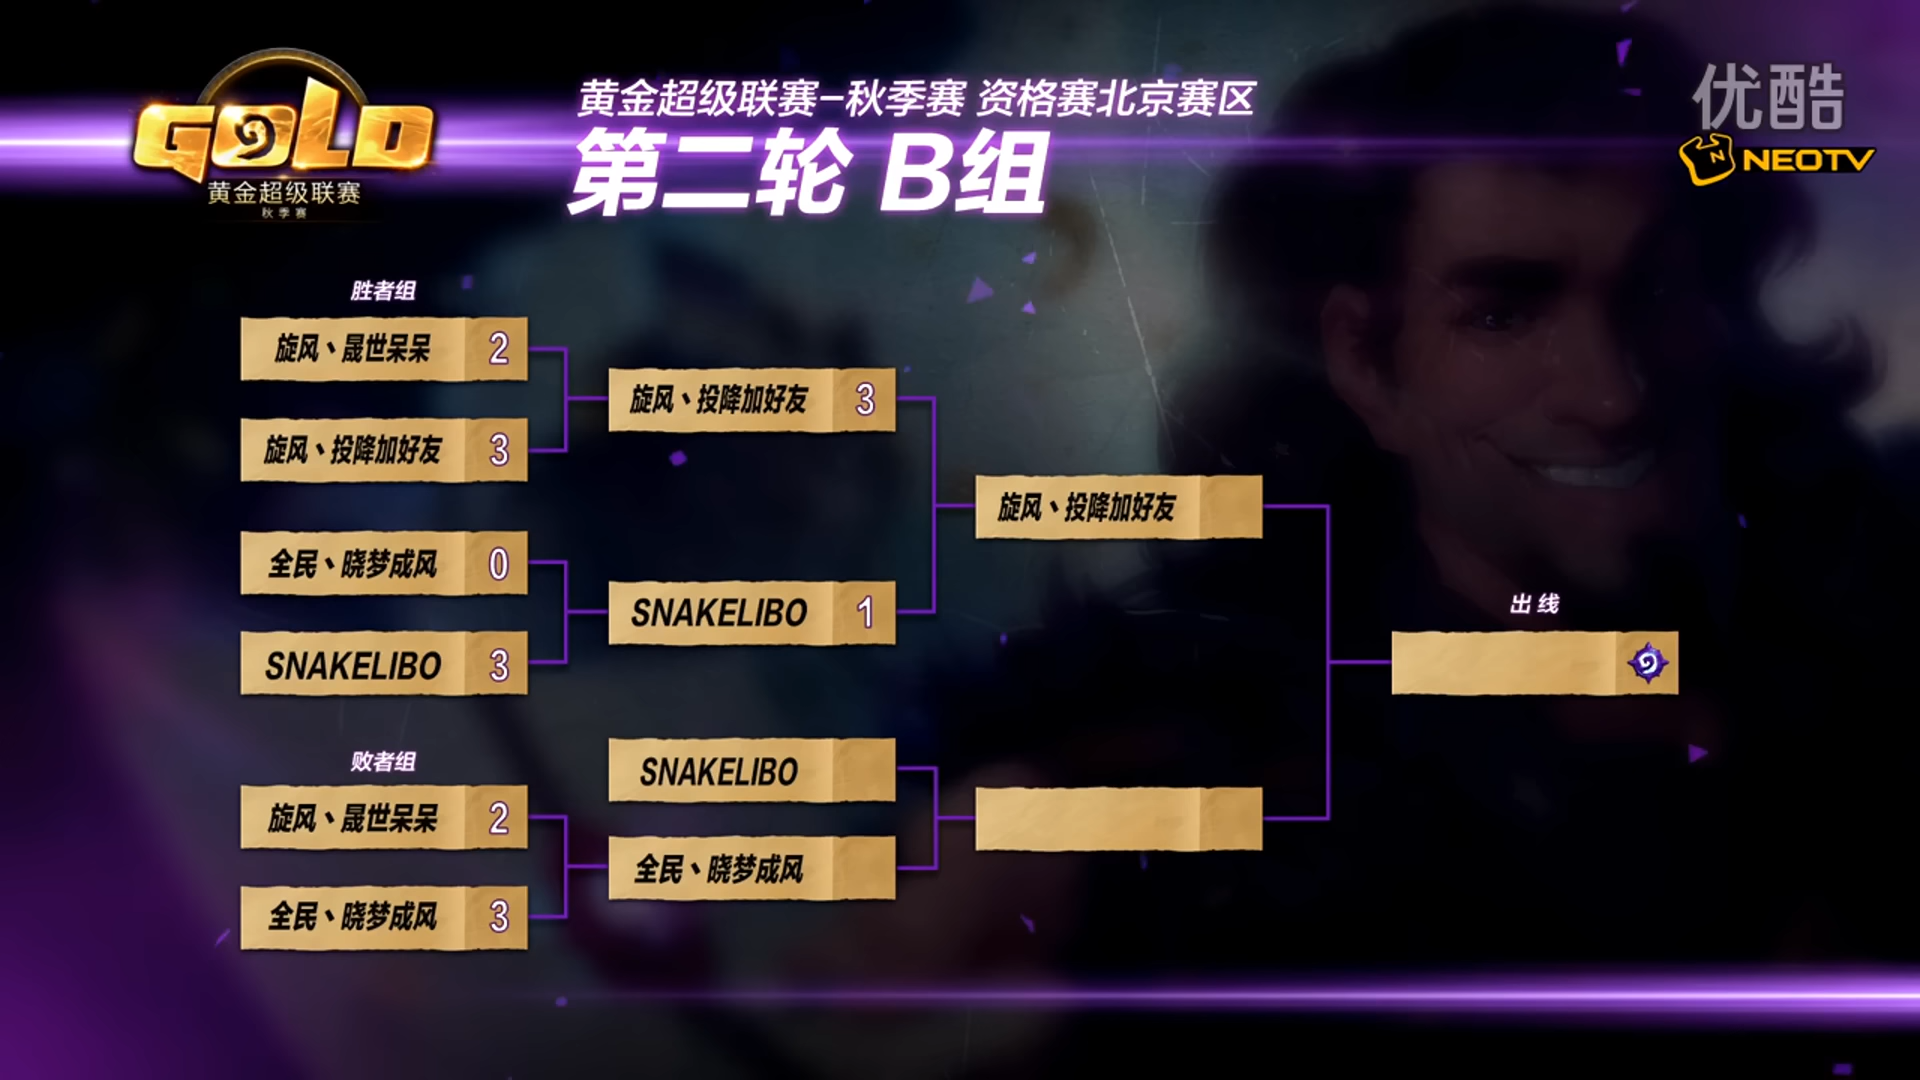 GOLD
黄金超级联赛
秋季赛
黄金超级联赛-秋季赛 资格赛北京赛区
第二轮 B组
优酷
NEOTV
胜者组
旋风、晟世呆呆 2
旋风、投降加好友 3
全民、晓梦成风 0
SNAKELIBO 3
旋风、投降加好友 3
SNAKELIBO 1
旋风、投降加好友
出线
败者组
旋风、晟世呆呆 2
全民、晓梦成风 3
SNAKELIBO
全民、晓梦成风